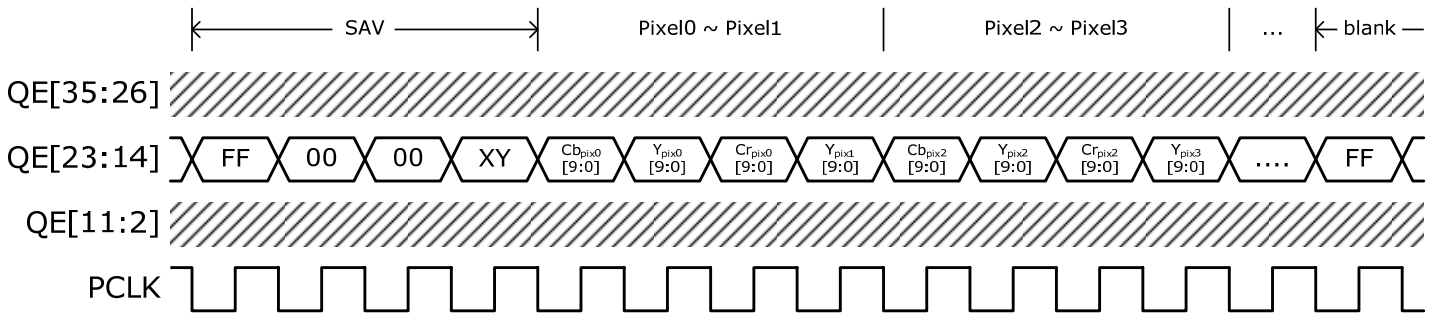 SAV Pixel0 ~ Pixel1 Pixel2 ~ Pixel3 ... blank
QE[35:26]
QE[23:14] FF 00 00 XY Cbpix0 [9:0] Ypix0 [9:0] Crpix0 [9:0] Ypix1 [9:0] Cbpix2 [9:0] Ypix2 [9:0] Crpix2 [9:0] Ypix3 [9:0] .... FF
QE[11:2]
PCLK